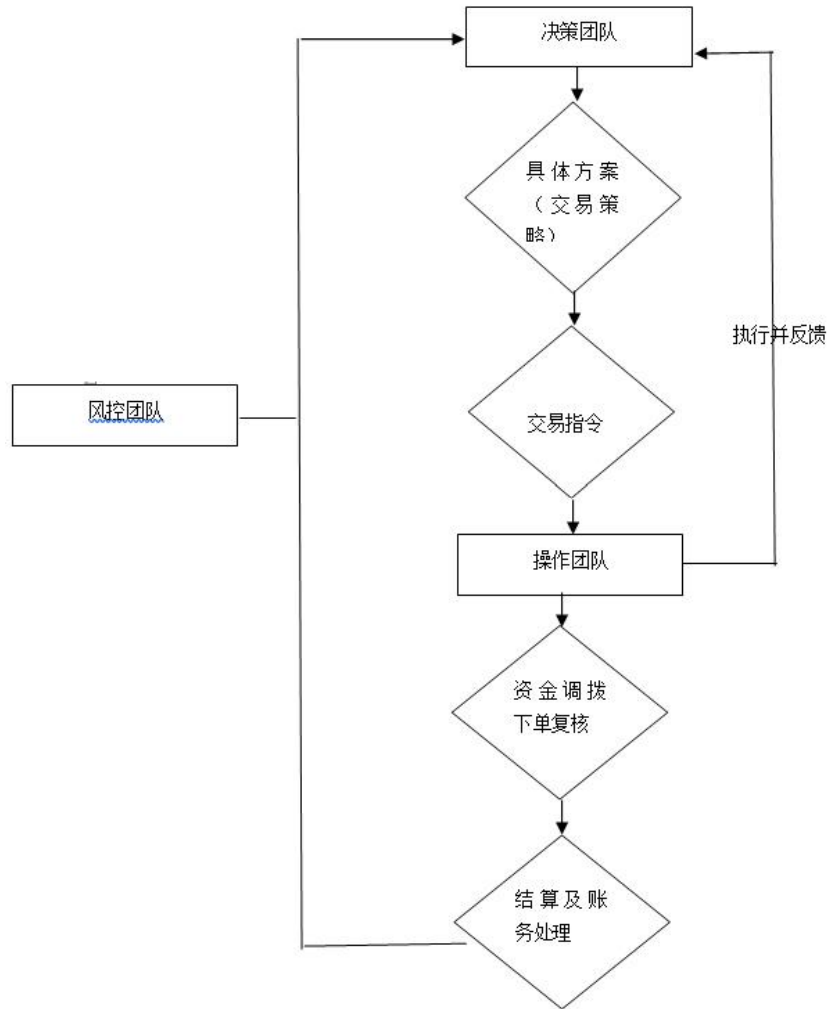 决策团队
具体方案
（交易策
略）
执行并反馈
风控团队
交易指令
操作团队
资金调拨
下单复核
结算及账
务处理